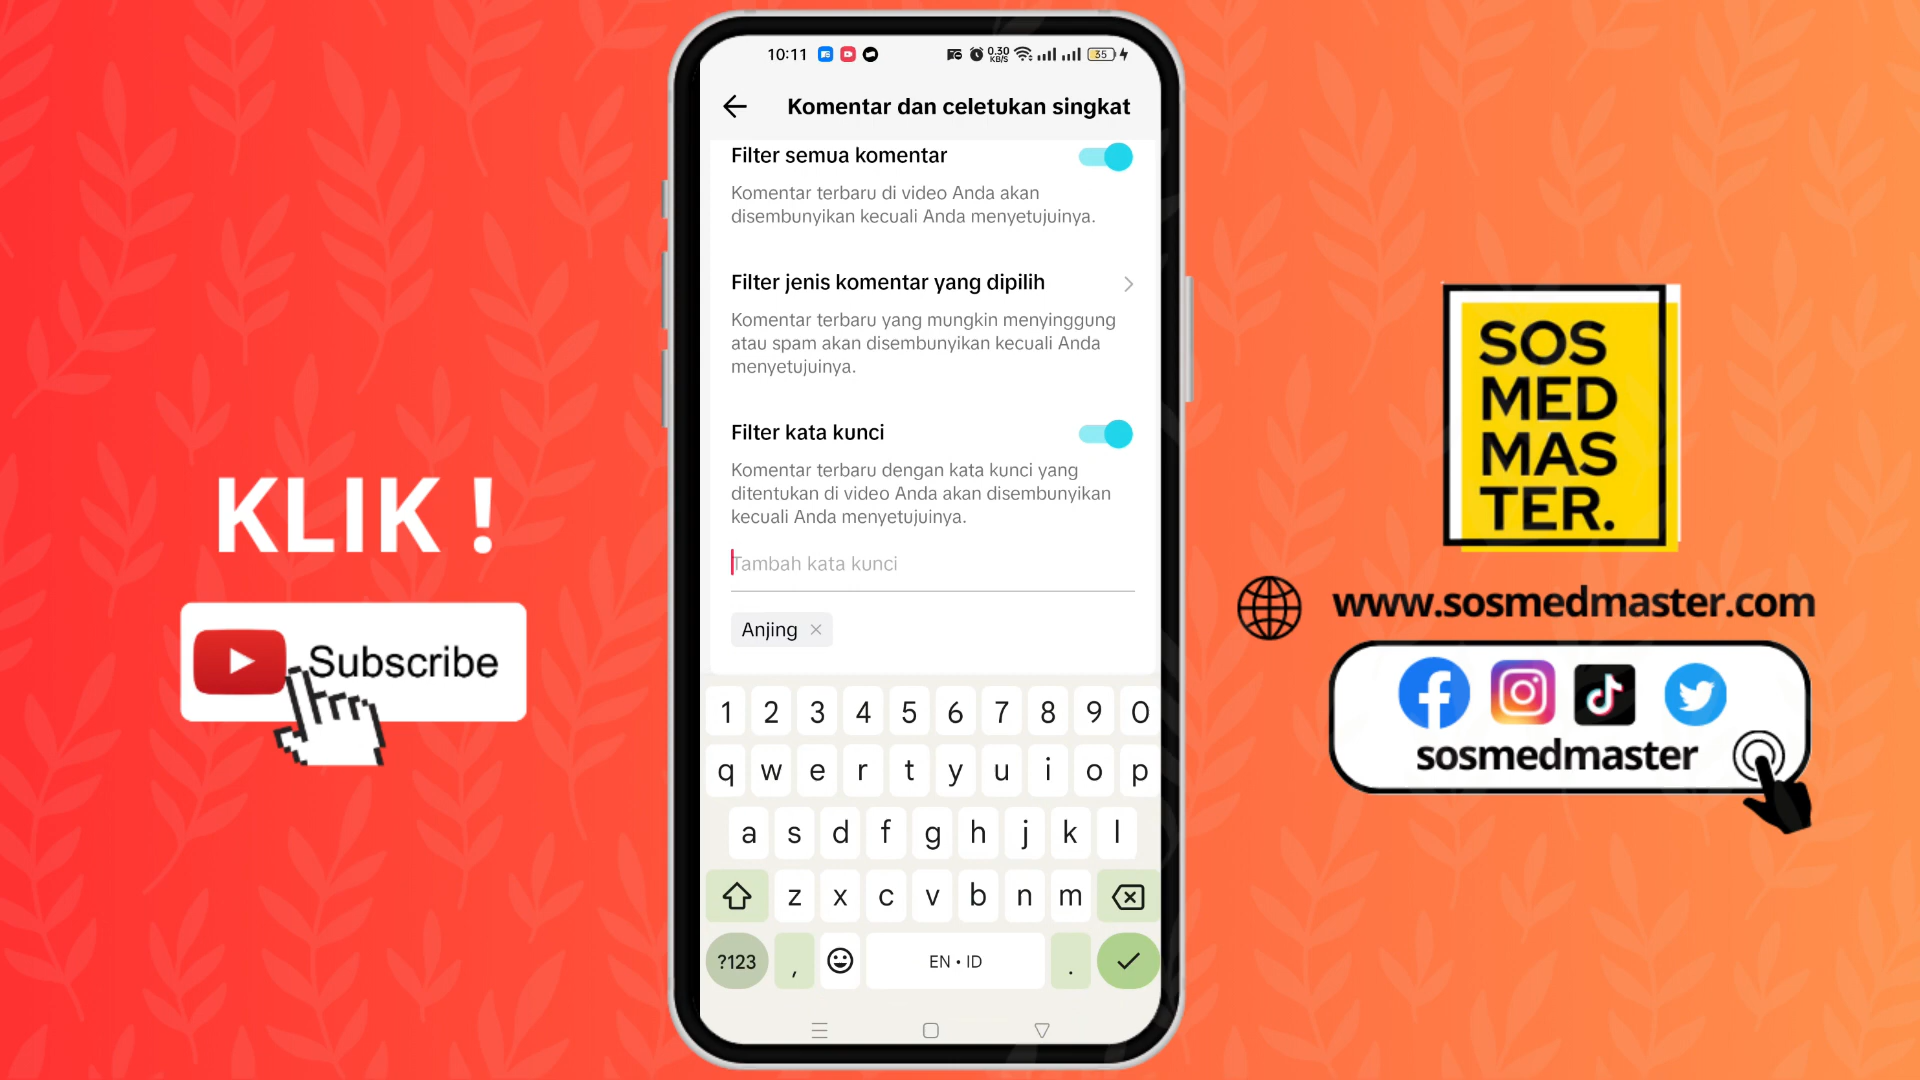 10:11
0.30
KB/S
35
Komentar dan celetukan singkat
Filter semua komentar
Komentar terbaru di video Anda akan
disembunyikan kecuali Anda menyetujuinya.
Filter jenis komentar yang dipilih
Komentar terbaru yang mungkin menyinggung
atau spam akan disembunyikan kecuali Anda
menyetujuinya.
Filter kata kunci
Komentar terbaru dengan kata kunci yang
ditentukan di video Anda akan disembunyikan
kecuali Anda menyetujuinya.
Tambah kata kunci
Anjing
1 2 3 4 5 6 7 8 9 0
q w e r t y u i o p
a s d f g h j k l
z x c v b n m
?123 , EN • ID .
KLIK !
Subscribe
SOS
MED
MAS
TER.
www.sosmedmaster.com
sosmedmaster